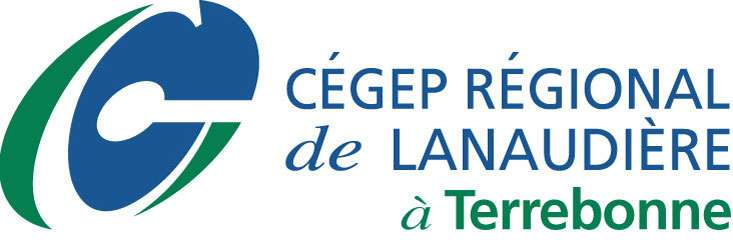 CÉGEP RÉGIONAL
de LANAUDIÈRE
à Terrebonne